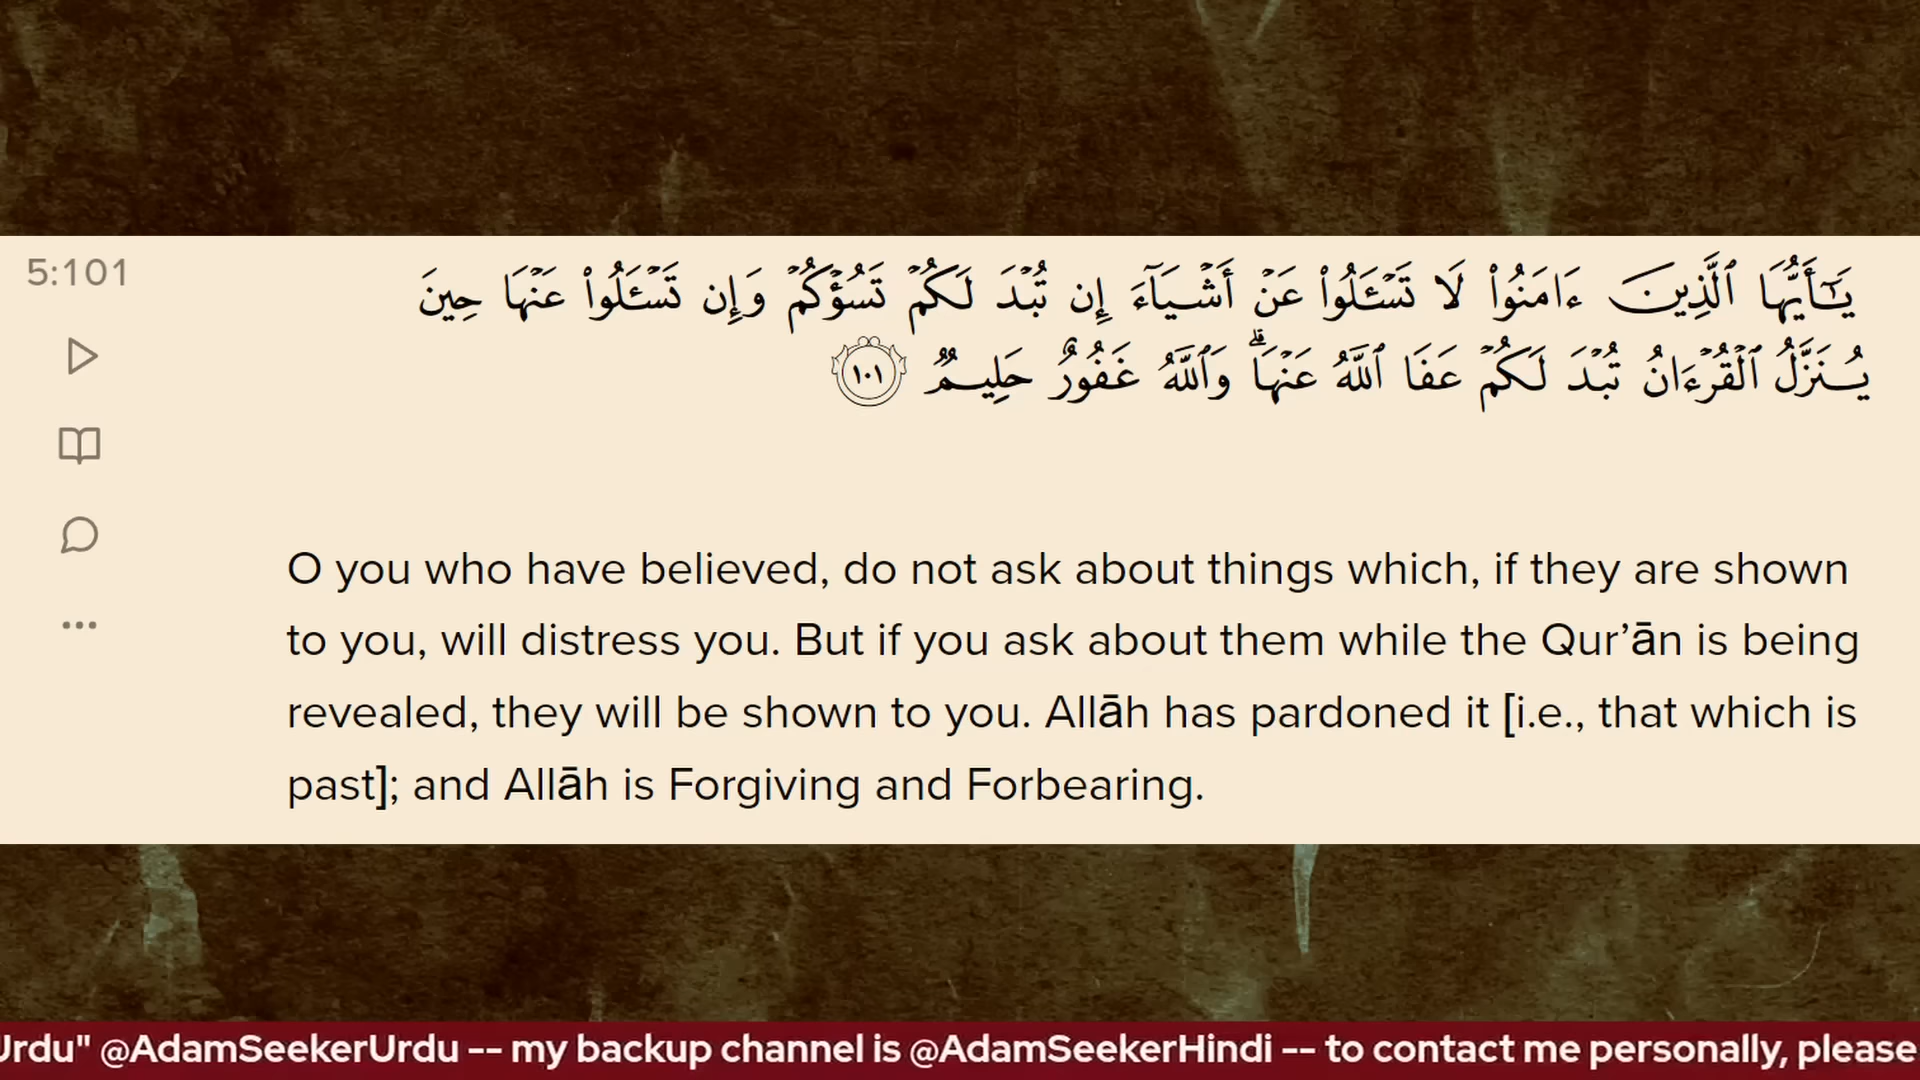 5:101
يَـٰٓأَيُّهَا ٱلَّذِينَ ءَامَنُوا۟ لَا تَسْـَٔلُوا۟ عَنْ أَشْيَآءَ إِن تُبْدَ لَكُمْ تَسُؤْكُمْ وَإِن تَسْـَٔلُوا۟ عَنْهَا حِينَ
يُنَزَّلُ ٱلْقُرْءَانُ تُبْدَ لَكُمْ عَفَا ٱللَّهُ عَنْهَا ۗ وَٱللَّهُ غَفُورٌ حَلِيمٌ ١٠١
O you who have believed, do not ask about things which, if they are shown
to you, will distress you. But if you ask about them while the Qur’ān is being
revealed, they will be shown to you. Allāh has pardoned it [i.e., that which is
past]; and Allāh is Forgiving and Forbearing.
Urdu" @AdamSeekerUrdu -- my backup channel is @AdamSeekerHindi -- to contact me personally, please